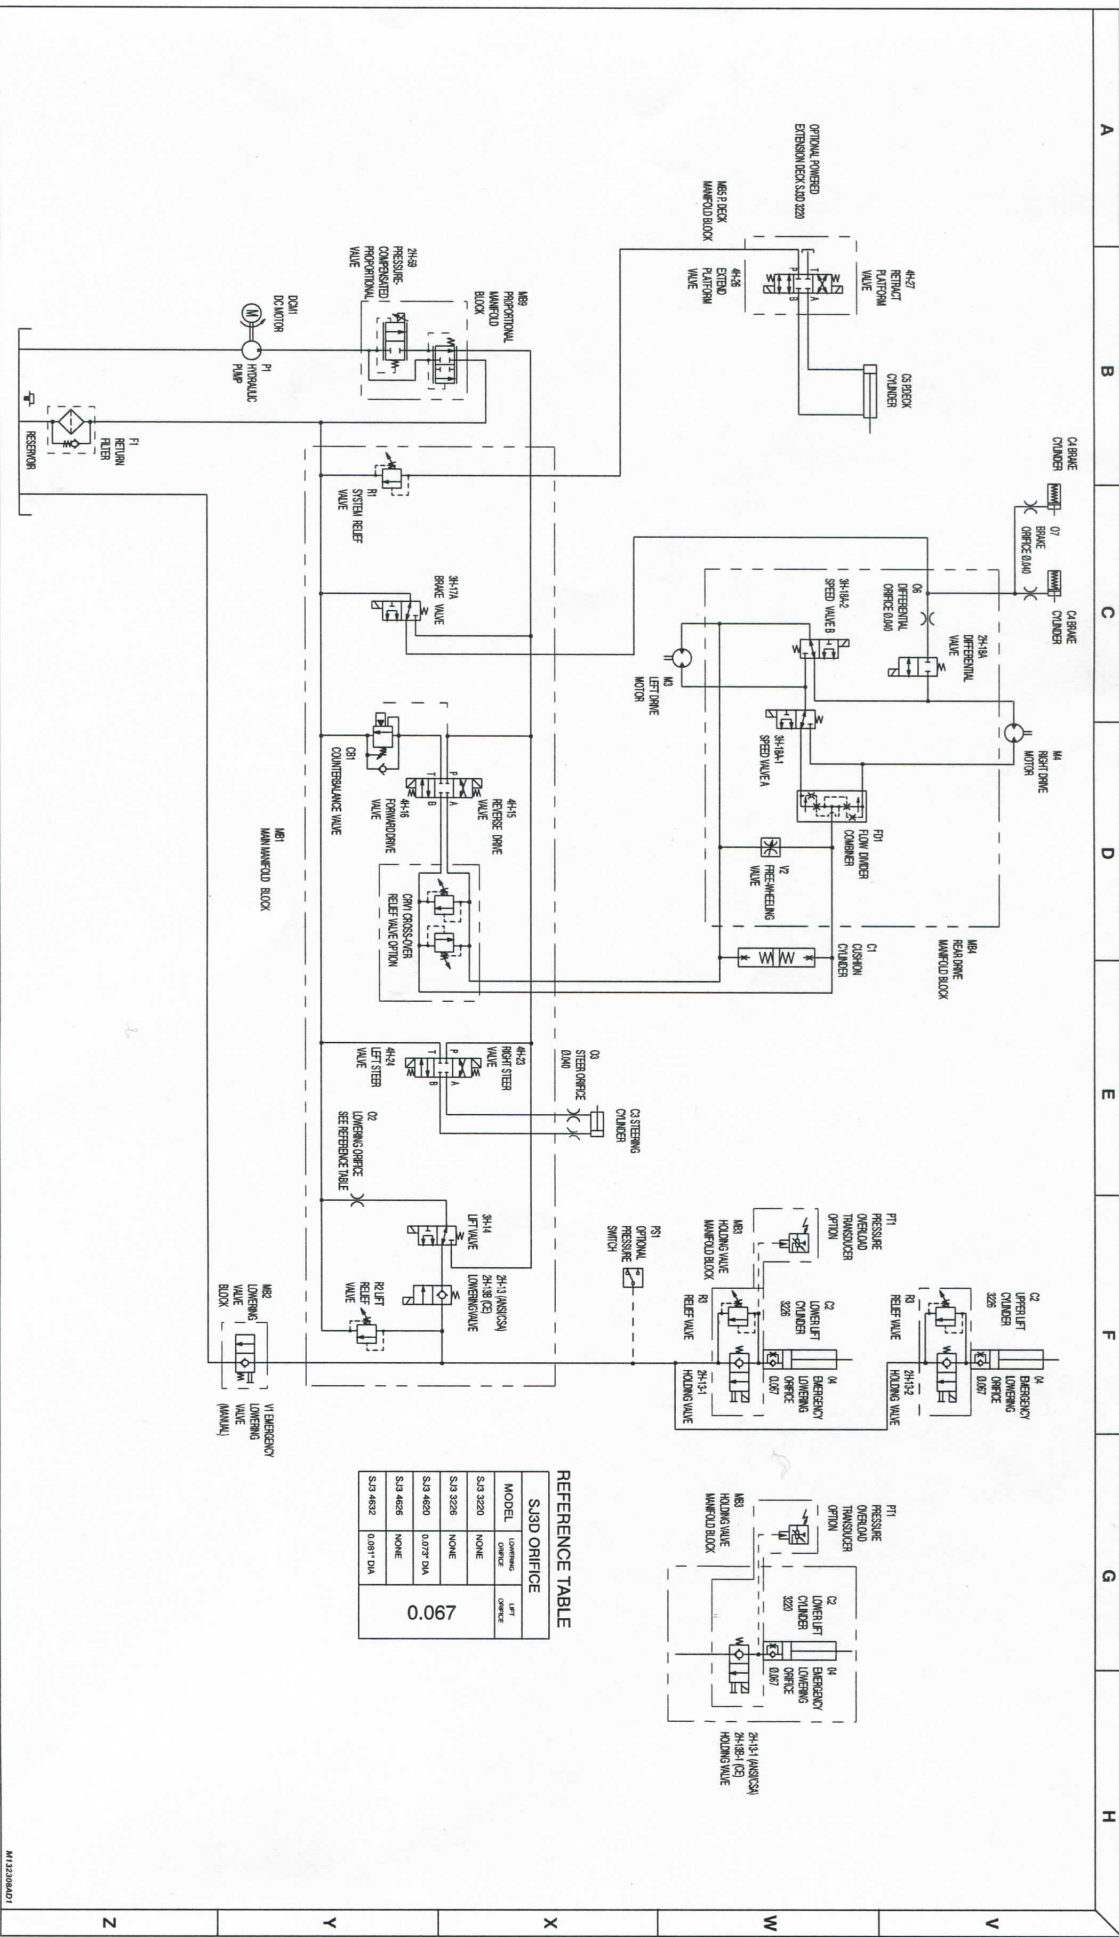 A
B
C
D
E
F
G
H
V
W
X
Y
Z
OPTIONAL POWERED
EXTENSION DECK SJ3D 3220
MB5 P. DECK
MANIFOLD BLOCK
4H-27
RETRACT
PLATFORM
VALVE
4H-26
EXTEND
PLATFORM
VALVE
T
P
A
B
C5 P.DECK
CYLINDER
C4 BRAKE
CYLINDER
O7
BRAKE
ORIFICE Ø.040
C4 BRAKE
CYLINDER
O6
DIFFERENTIAL
ORIFICE Ø.040
2H-18A
DIFFERENTIAL
VALVE
3H-18A-2
SPEED VALVE B
M3
LEFT DRIVE
MOTOR
3H-18A-1
SPEED VALVE A
M4
RIGHT DRIVE
MOTOR
FD1
FLOW DIVIDER
COMBINER
V2
FREE-WHEELING
VALVE
MB4
REAR DRIVE
MANIFOLD BLOCK
C1
CUSHION
CYLINDER
MB9
PROPORTIONAL
MANIFOLD
BLOCK
2H-59
PRESSURE-
COMPENSATED
PROPORTIONAL
VALVE
DCM1
DC MOTOR
M
P1
HYDRAULIC
PUMP
F1
RETURN
FILTER
RESERVOIR
R1
SYSTEM RELIEF
VALVE
3H-17A
BRAKE VALVE
CB1
COUNTERBALANCE VALVE
4H-15
REVERSE DRIVE
VALVE
4H-16
FORWARD DRIVE
VALVE
P
T
A
B
CRV1 CROSS-OVER
RELIEF VALVE OPTION
MB1
MAIN MANIFOLD BLOCK
4H-23
RIGHT STEER
VALVE
4H-24
LEFT STEER
VALVE
P
T
A
B
O3
STEER ORIFICE
Ø.040
C3 STEERING
CYLINDER
O2
LOWERING ORIFICE
SEE REFERENCE TABLE
3H-14
LIFT VALVE
2H-13 (ANSI/CSA)
2H-13B (CE)
LOWERING VALVE
R2 LIFT
RELIEF
VALVE
MB2
LOWERING
VALVE
BLOCK
V1 EMERGENCY
LOWERING
VALVE
(MANUAL)
PS1
OPTIONAL
PRESSURE
SWITCH
PT1
PRESSURE
OVERLOAD
TRANSDUCER
OPTION
MB3
HOLDING VALVE
MANIFOLD BLOCK
C2
LOWER LIFT
CYLINDER
3226
R3
RELIEF VALVE
04
EMERGENCY
LOWERING
ORIFICE
0.067
2H-13-1
HOLDING VALVE
C2
UPPER LIFT
CYLINDER
3226
R3
RELIEF VALVE
04
EMERGENCY
LOWERING
ORIFICE
0.067
2H-13-2
HOLDING VALVE
PT1
PRESSURE
OVERLOAD
TRANSDUCER
OPTION
MB3
HOLDING VALVE
MANIFOLD BLOCK
C2
LOWER LIFT
CYLINDER
3220
04
EMERGENCY
LOWERING
ORIFICE
0.067
2H-13-1 (ANSI/CSA)
2H-13B-1 (CE)
HOLDING VALVE
REFERENCE TABLE
SJ3D ORIFICE
MODEL LOWERING ORIFICE LIFT ORIFICE
SJ3 3220 NONE 0.067
SJ3 3226 NONE
SJ3 4620 0.073" DIA
SJ3 4626 NONE
SJ3 4632 0.081" DIA
M132308AD1